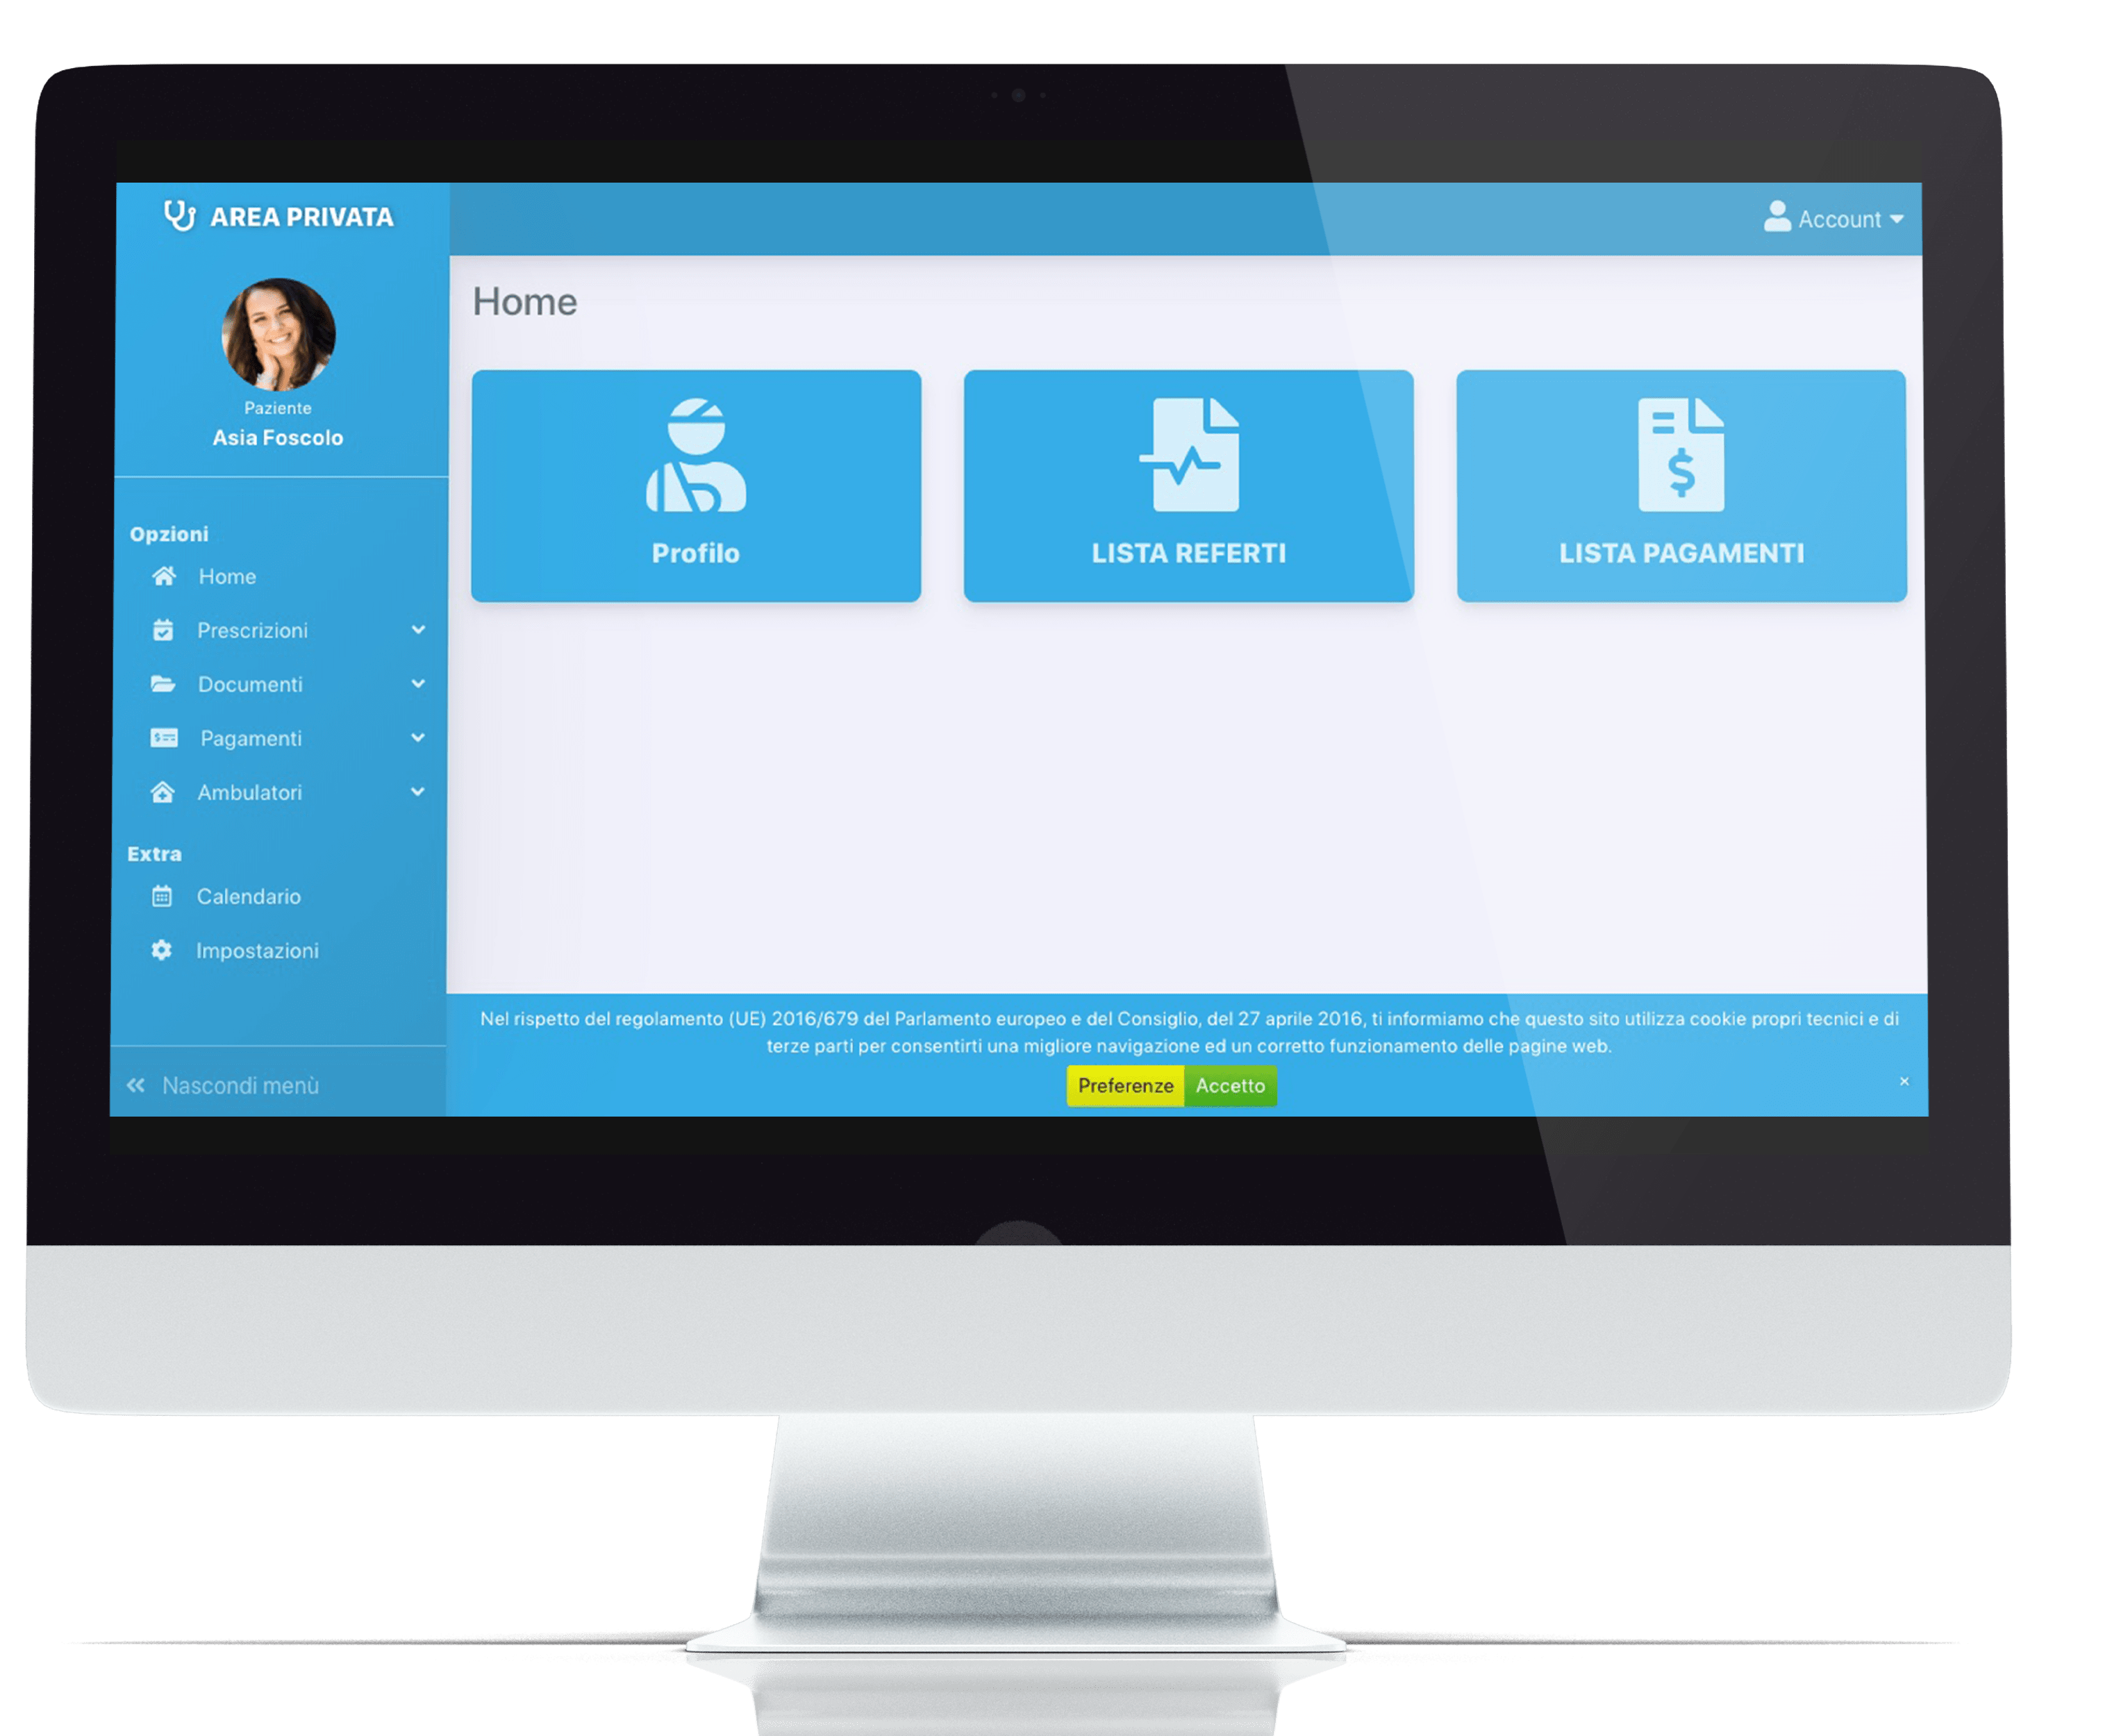 AREA PRIVATA
Account
Paziente
Asia Foscolo
Opzioni
Home
Prescrizioni
Documenti
Pagamenti
Ambulatori
Extra
Calendario
Impostazioni
Nascondi menù
Home
Profilo
LISTA REFERTI
LISTA PAGAMENTI
Nel rispetto del regolamento (UE) 2016/679 del Parlamento europeo e del Consiglio, del 27 aprile 2016, ti informiamo che questo sito utilizza cookie propri tecnici e di
terze parti per consentirti una migliore navigazione ed un corretto funzionamento delle pagine web.
Preferenze Accetto